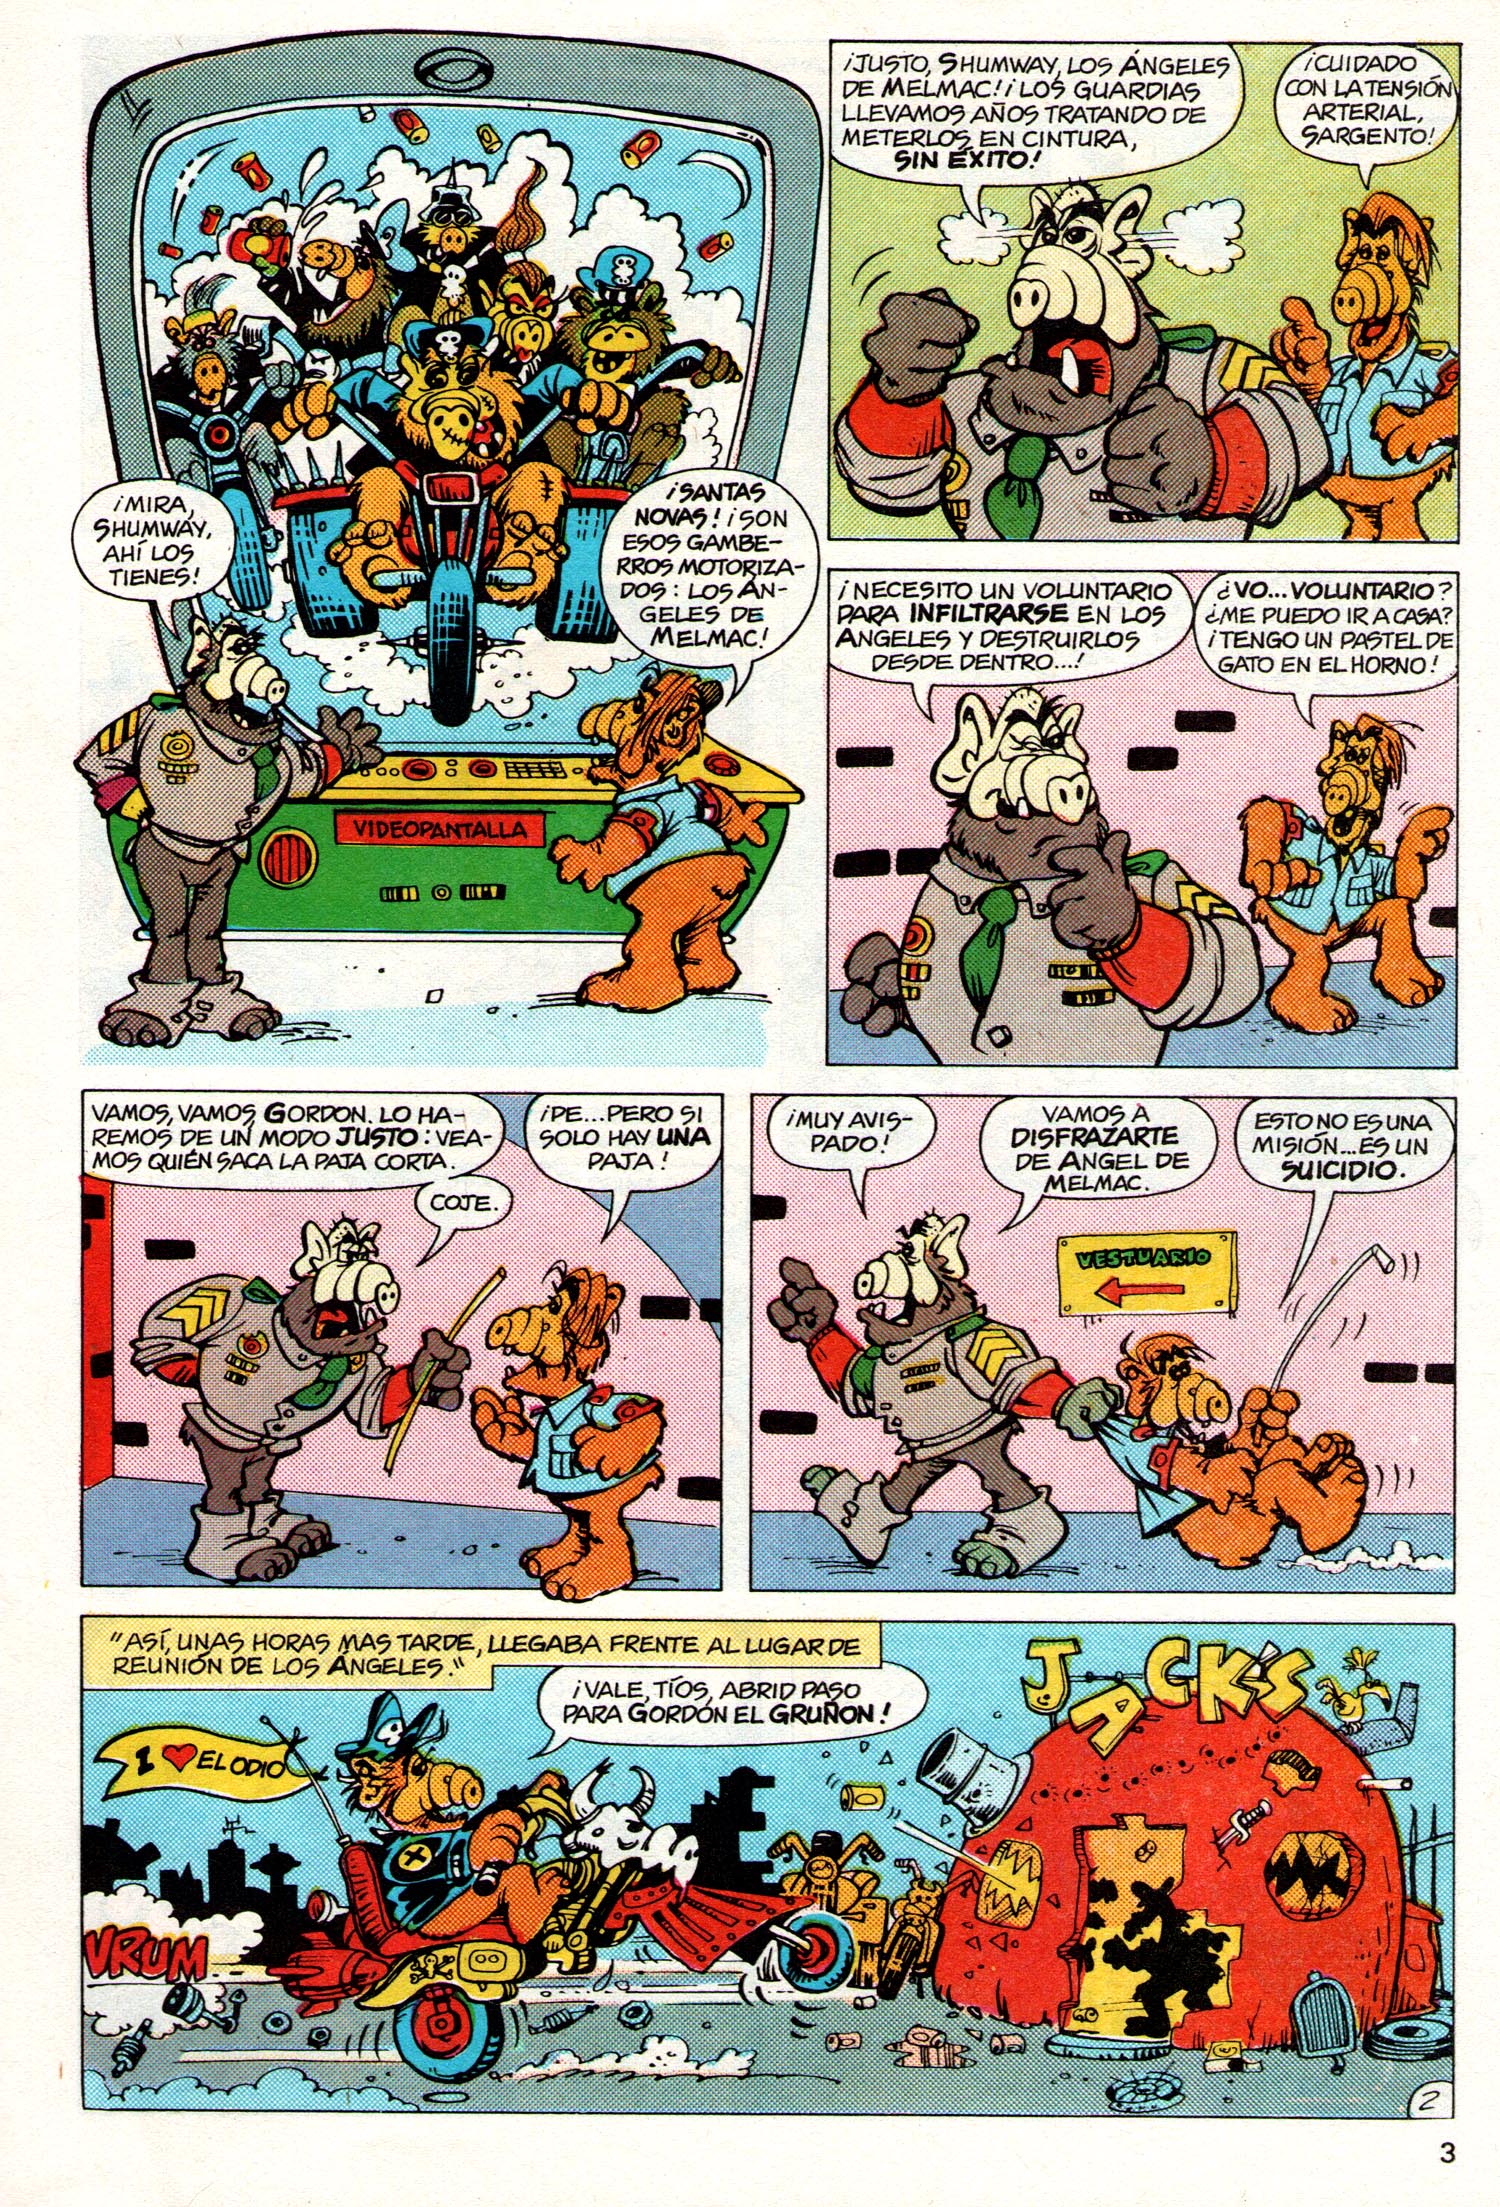 ¡MIRA,
SHUMWAY,
AHÍ LOS
TIENES!
¡SANTAS
NOVAS! ¡SON
ESOS GAMBE-
RROS MOTORIZA-
DOS: LOS ÁN-
GELES DE
MELMAC!
VIDEOPANTALLA
¡JUSTO, SHUMWAY, LOS ÁNGELES
DE MELMAC! ¡LOS GUARDIAS
LLEVAMOS AÑOS TRATANDO DE
METERLOS EN CINTURA,
SIN ÉXITO!
¡CUIDADO
CON LA TENSIÓN
ARTERIAL,
SARGENTO!
¡NECESITO UN VOLUNTARIO
PARA INFILTRARSE EN LOS
ÁNGELES Y DESTRUIRLOS
DESDE DENTRO...!
¿VO... VOLUNTARIO?
¿ME PUEDO IR A CASA?
¡TENGO UN PASTEL DE
GATO EN EL HORNO!
VAMOS, VAMOS GORDON. LO HA-
REMOS DE UN MODO JUSTO: VEA-
MOS QUIÉN SACA LA PAJA CORTA.
COJE.
¡PE...PERO SI
SOLO HAY UNA
PAJA!
¡MUY AVIS-
PADO!
VAMOS A
DISFRAZARTE
DE ÁNGEL DE
MELMAC.
ESTO NO ES UNA
MISIÓN... ES UN
SUICIDIO.
VESTUARIO
"ASÍ, UNAS HORAS MAS TARDE, LLEGABA FRENTE AL LUGAR DE
REUNIÓN DE LOS ÁNGELES."
¡VALE, TÍOS, ABRID PASO
PARA GORDÓN EL GRUÑON!
I ♥ EL ODIO
VRUM
JACK'S
2
3